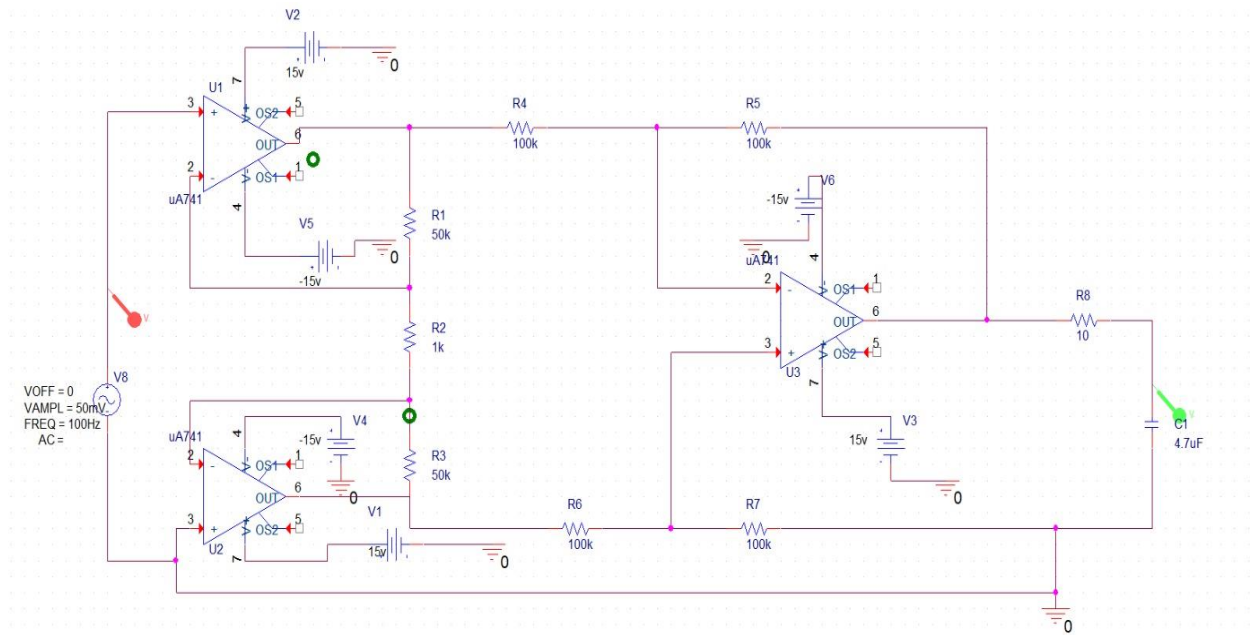 V2
15v
0
7
U1
3
+
V+
OS2
5
6
OUT
2
-
V-
OS1
1
uA741
4
V5
-15v
0
R4
100k
R5
100k
R1
50k
V6
-15v
0
uA741
4
2
-
V-
OS1
1
6
OUT
3
+
V+
OS2
5
U3
7
R8
10
R2
1k
V8
VOFF = 0
VAMPL = 50mV
FREQ = 100Hz
AC =
V4
-15v
0
uA741
4
2
-
V-
OS1
1
6
OUT
3
+
V+
OS2
5
U2
7
R3
50k
V3
15v
0
V
C1
4.7uF
V1
15v
0
R6
100k
R7
100k
0